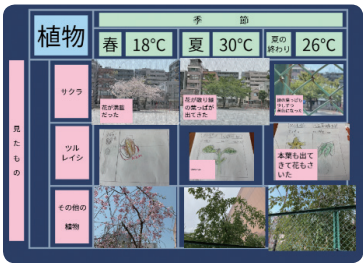 植物
季節
春 18℃ 夏 30℃ 夏の
終わり 26℃
見たもの
サクラ
花が満開
だった
花が散り緑
の葉っぱが
出てきた
ツル
レイシ
本葉も出て
きて花もさ
いた
その他の
植物